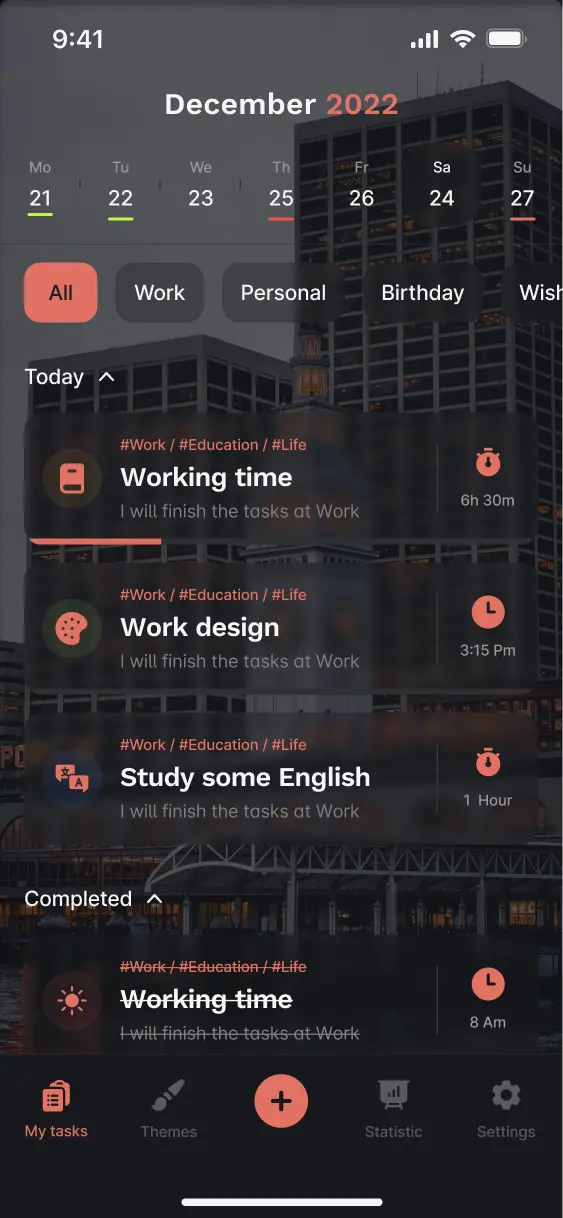 9:41
December 2022
Mo Tu We Th Fr Sa Su
21 22 23 25 26 24 27
All Work Personal Birthday Wish
Today
#Work / #Education / #Life
Working time
I will finish the tasks at Work
6h 30m
#Work / #Education / #Life
Work design
I will finish the tasks at Work
3:15 Pm
#Work / #Education / #Life
Study some English
I will finish the tasks at Work
1 Hour
Completed
#Work / #Education / #Life
Working time
I will finish the tasks at Work
8 Am
My tasks Themes Statistic Settings